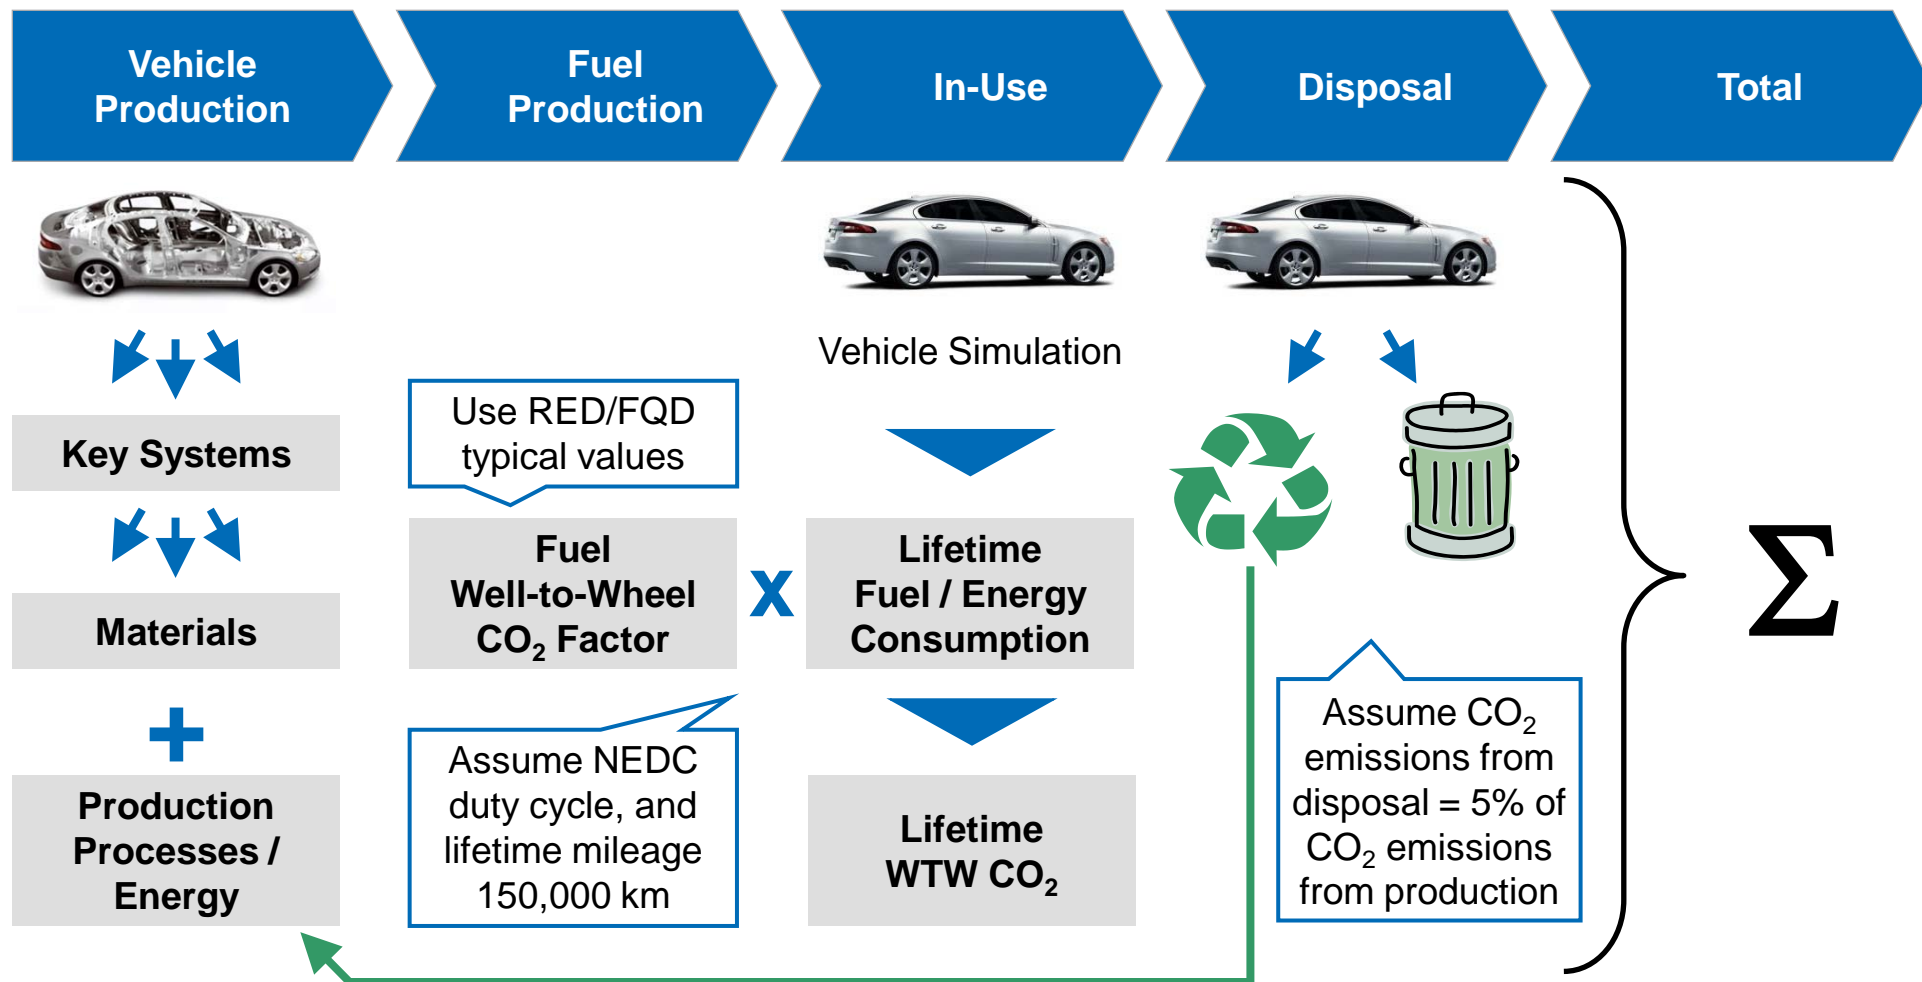 Vehicle
Production
Fuel
Production
In-Use
Disposal
Total
Key Systems
Materials
+
Production
Processes /
Energy
Use RED/FQD
typical values
Fuel
Well-to-Wheel
CO₂ Factor
Assume NEDC
duty cycle, and
lifetime mileage
150,000 km
x
Vehicle Simulation
Lifetime
Fuel / Energy
Consumption
Lifetime
WTW CO₂
Assume CO₂
emissions from
disposal = 5% of
CO₂ emissions
from production
Σ